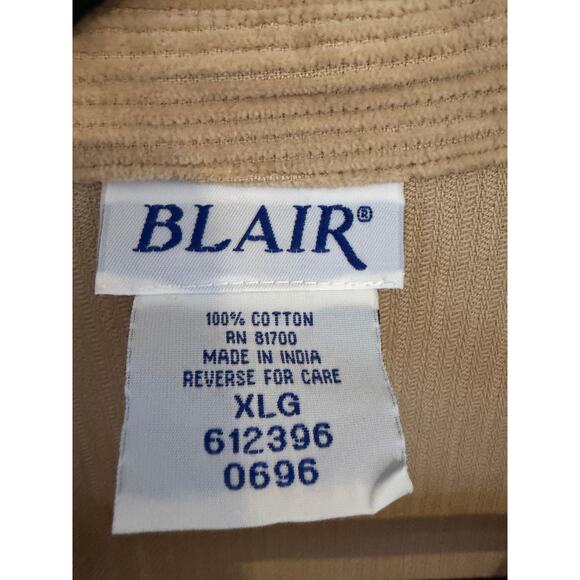 BLAIR®
100% COTTON
RN 81700
MADE IN INDIA
REVERSE FOR CARE
XLG
612396
0696